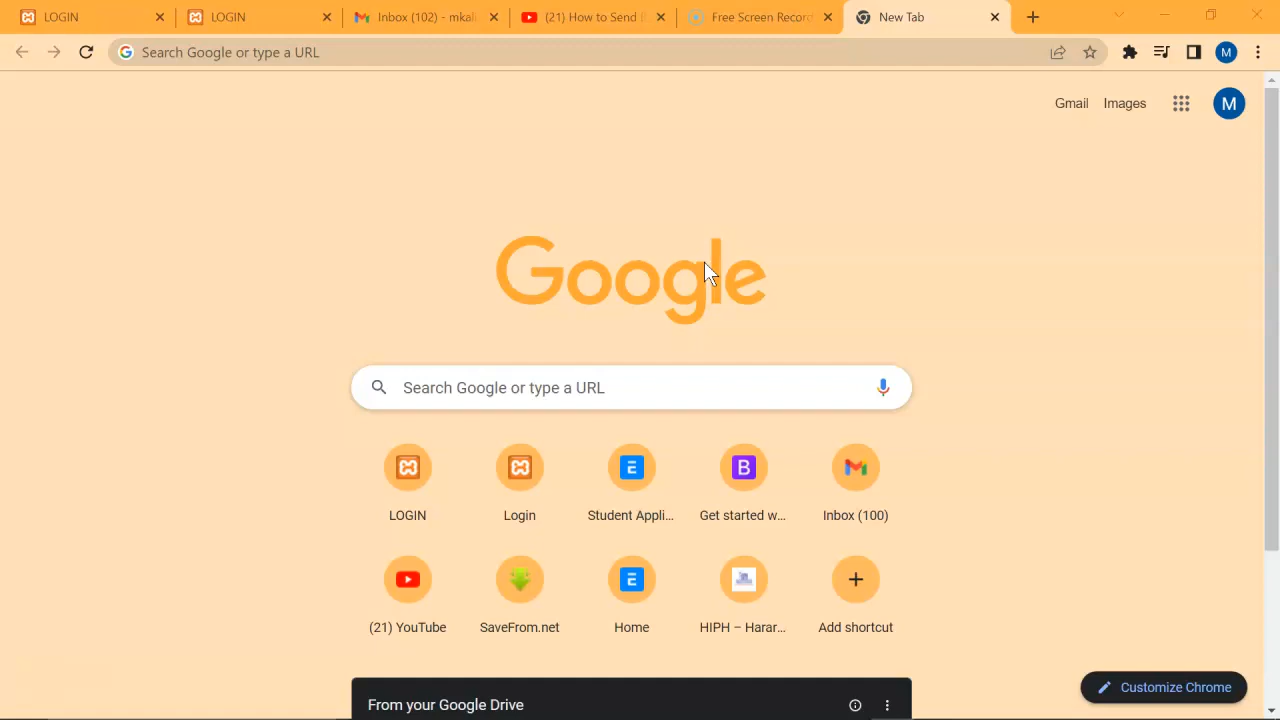 LOGIN
LOGIN
Inbox (102) - mkali
(21) How to Send
Free Screen Record
New Tab
Search Google or type a URL
M
Gmail
Images
M
Google
Search Google or type a URL
LOGIN
Login
Student Appli...
Get started w...
Inbox (100)
(21) YouTube
SaveFrom.net
Home
HIPH – Harar...
Add shortcut
From your Google Drive
Customize Chrome